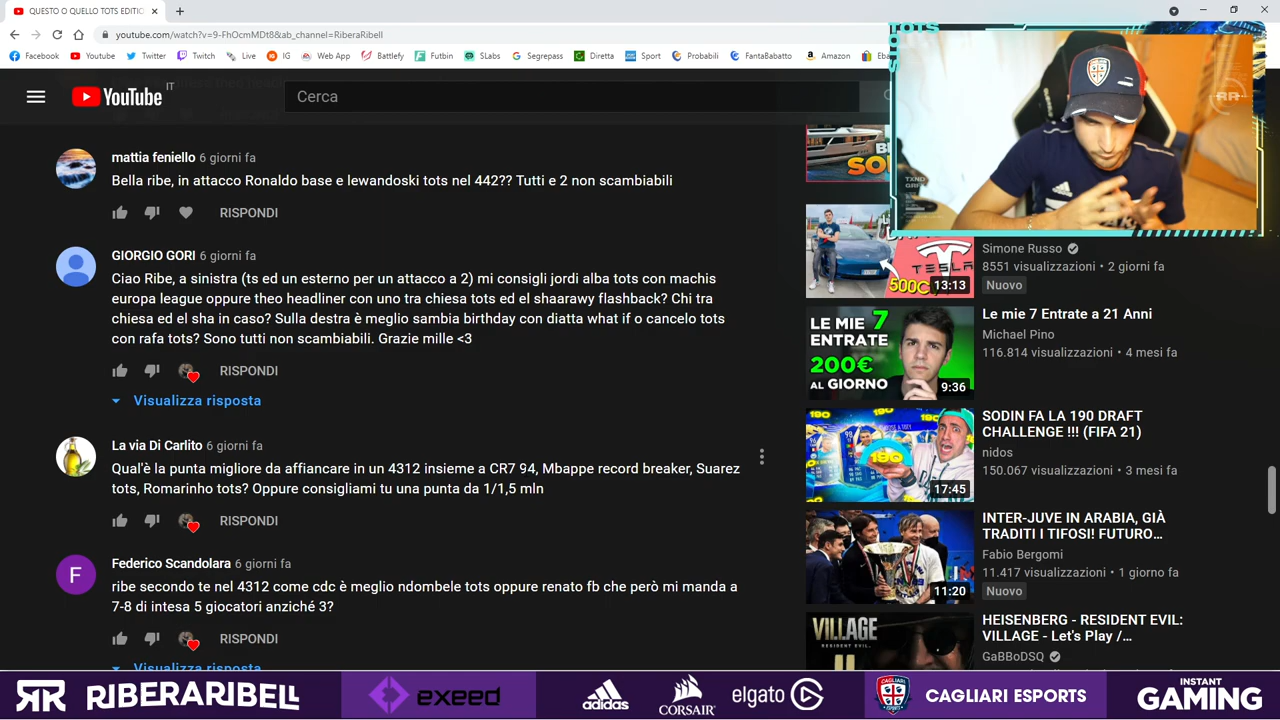 QUESTO O QUELLO TOTS EDITIC
youtube.com/watch?v=9-FhOomMDt8&ab_channel=RiberaRibell
Facebook Youtube Twitter Twitch Live IG Web App Battlefy Futbin SLabs Segrepass Diretta Sport Probabili FantaBabatto Amazon
TOTS
YouTube IT
Cerca
RR
mattia feniello 6 giorni fa
Bella ribe, in attacco Ronaldo base e lewandoski tots nel 442?? Tutti e 2 non scambiabili
RISPONDI
GIORGIO GORI 6 giorni fa
Ciao Ribe a sinistra (con un esterno per un attacco a 2) mi consigli jordi alba tots con machis
europa league oppure theo headliner con uno tra chiesa tots ed el shaarawy flashback? Chi tra
chiesa ed el sha in caso? Sulla destra è meglio sambia birthday con diatta what if o cancelo tots
con rafa tots? Sono tutti non scambiabili. Grazie mille <3
RISPONDI
Visualizza risposta
La via Di Carlito 6 giorni fa
Qual'è la punta migliore da affiancare in un 4312 insieme a CR7 94, Mbappe record breaker, Suarez
tots, Romarinho tots? Oppure consigliami tu una punta da 1/1,5 mln
RISPONDI
F
Federico Scandolara 6 giorni fa
ribe secondo te nel 4312 come cdc è meglio ndombele tots oppure renato fb che però mi manda a
7-8 di intesa 5 giocatori anziché 3?
RISPONDI
Visualizza risposta
TESLA
500€
13:13
Simone Russo
8551 visualizzazioni • 2 giorni fa
Nuovo
LE MIE 7
ENTRATE
200€
AL GIORNO
9:36
Le mie 7 Entrate a 21 Anni
Michael Pino
116.814 visualizzazioni • 4 mesi fa
190
17:45
SODIN FA LA 190 DRAFT
CHALLENGE !!! (FIFA 21)
nidos
150.067 visualizzazioni • 3 mesi fa
11:20
INTER-JUVE IN ARABIA, GIÀ
TRADITI I TIFOSI! FUTURO…
Fabio Bergomi
11.417 visualizzazioni • 1 giorno fa
Nuovo
VILLAGE
HEISENBERG - RESIDENT EVIL:
VILLAGE - Let's Play /…
GaBBoDSQ
RR RIBERARIBELL exeed adidas CORSAIR elgato CAGLIARI ESPORTS INSTANT GAMING